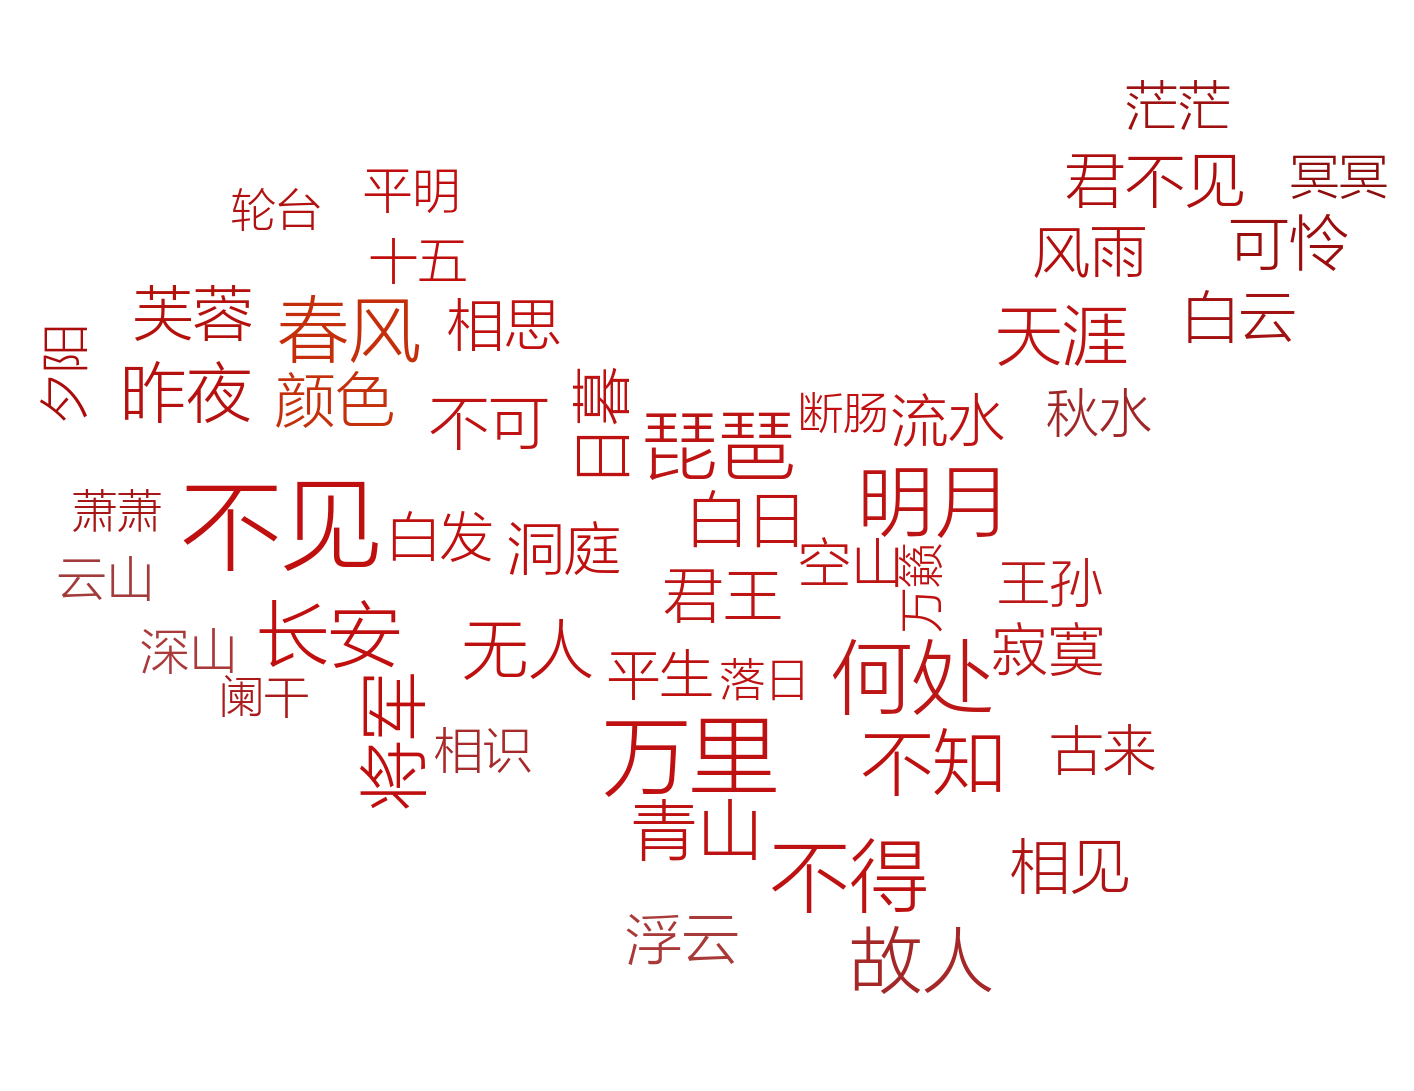 茫茫
君不见
冥冥
平明
轮台
风雨
可怜
十五
芙蓉
春风
相思
天涯
白云
夕阳
昨夜
颜色
不可
日暮
琵琶
断肠
流水
秋水
萧萧
不见
白发
洞庭
白日
明月
云山
君王
空山
万籁
王孙
深山
长安
无人
平生
落日
何处
寂寞
阑干
将军
相识
万里
不知
古来
青山
不得
相见
浮云
故人